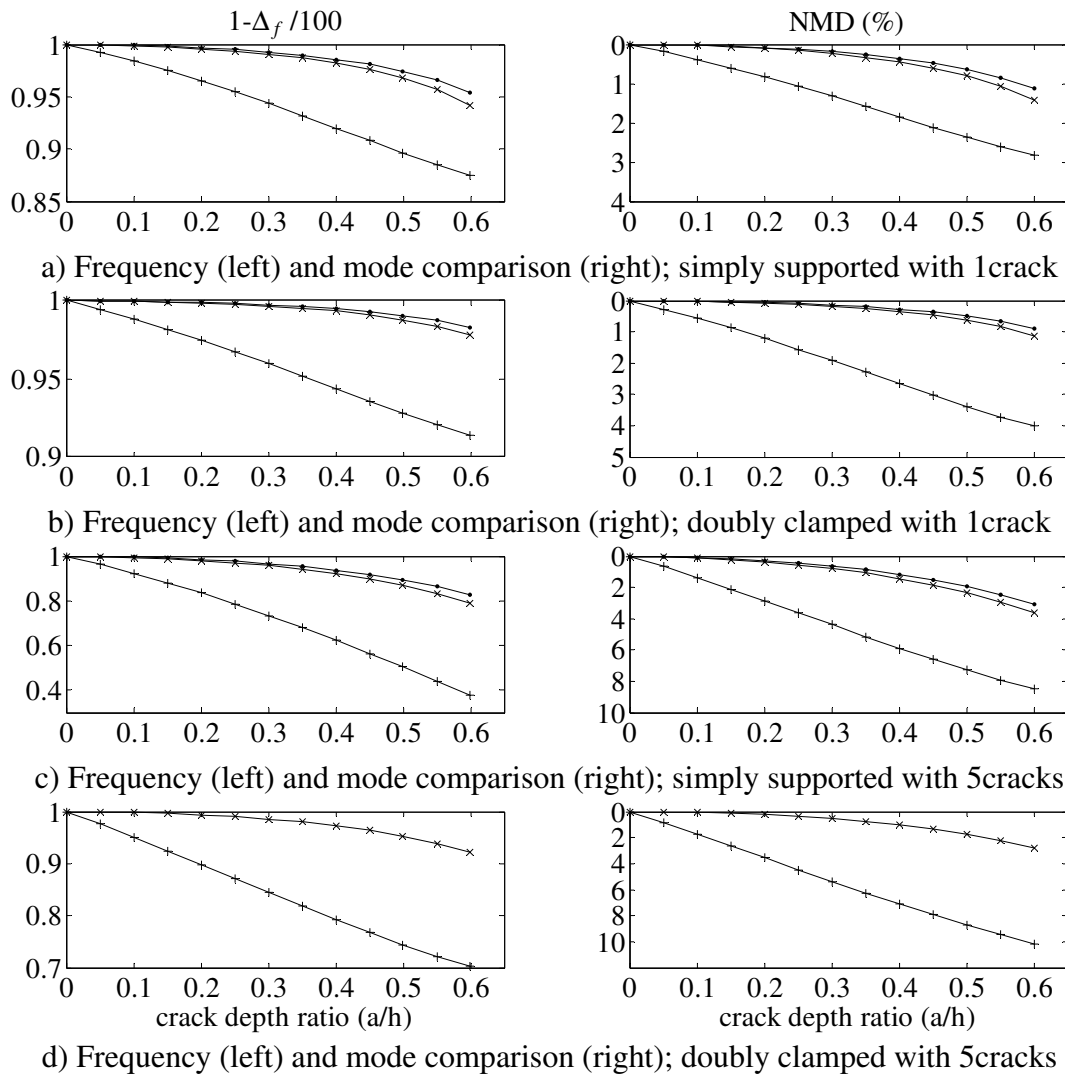 1-Δf /100
NMD (%)
1
0.95
0.9
0.85
0 0.1 0.2 0.3 0.4 0.5 0.6
0
1
2
3
4
0 0.1 0.2 0.3 0.4 0.5 0.6
a) Frequency (left) and mode comparison (right); simply supported with 1crack
1
0.95
0.9
0 0.1 0.2 0.3 0.4 0.5 0.6
0
1
2
3
4
5
0 0.1 0.2 0.3 0.4 0.5 0.6
b) Frequency (left) and mode comparison (right); doubly clamped with 1crack
1
0.8
0.6
0.4
0 0.1 0.2 0.3 0.4 0.5 0.6
0
2
4
6
8
10
0 0.1 0.2 0.3 0.4 0.5 0.6
c) Frequency (left) and mode comparison (right); simply supported with 5cracks
1
0.9
0.8
0.7
0 0.1 0.2 0.3 0.4 0.5 0.6
crack depth ratio (a/h)
0
2
4
6
8
10
0 0.1 0.2 0.3 0.4 0.5 0.6
crack depth ratio (a/h)
d) Frequency (left) and mode comparison (right); doubly clamped with 5cracks